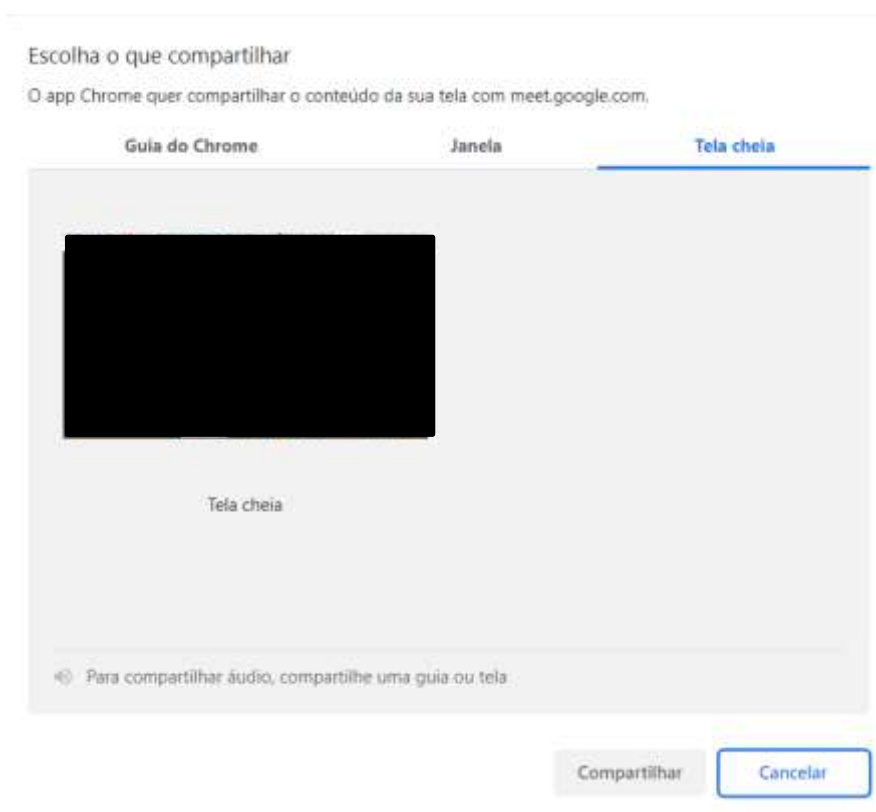 Escolha o que compartilhar
O app Chrome quer compartilhar o conteúdo da sua tela com meet.google.com.
Guia do Chrome Janela Tela cheia
Tela cheia
Para compartilhar áudio, compartilhe uma guia ou tela
Compartilhar Cancelar